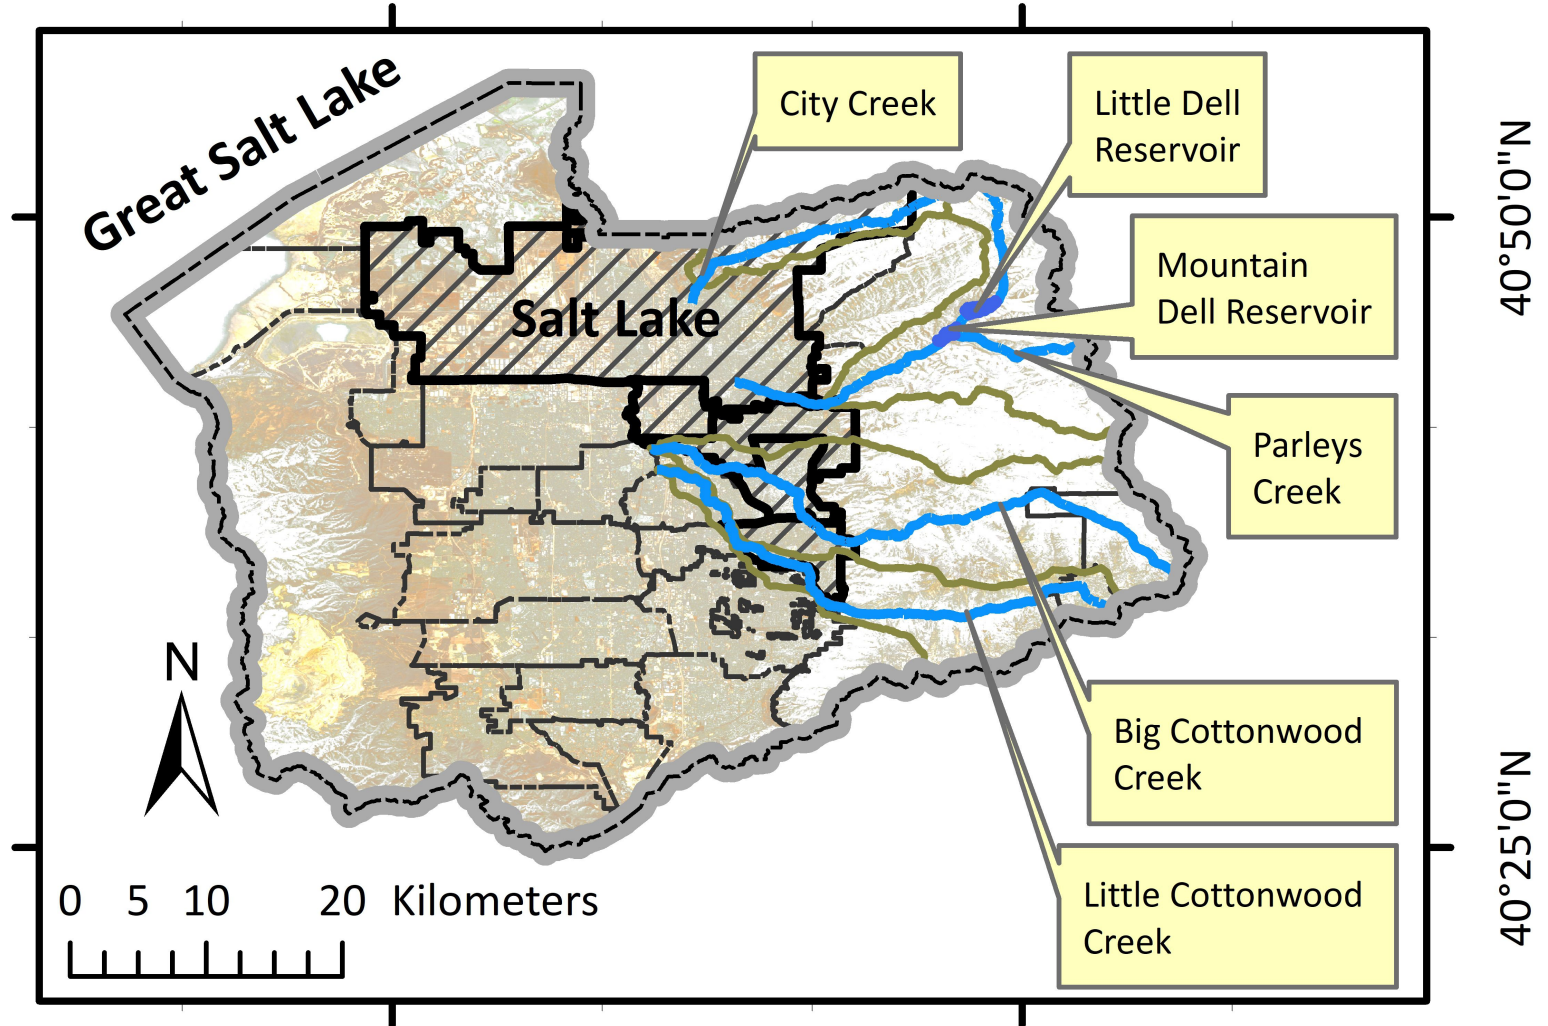 Great Salt Lake
City Creek
Little Dell
Reservoir
40°50'0"N
Mountain
Dell Reservoir
Salt Lake
Parleys
Creek
N
Big Cottonwood
Creek
40°25'0"N
Little Cottonwood
Creek
0 5 10 20 Kilometers